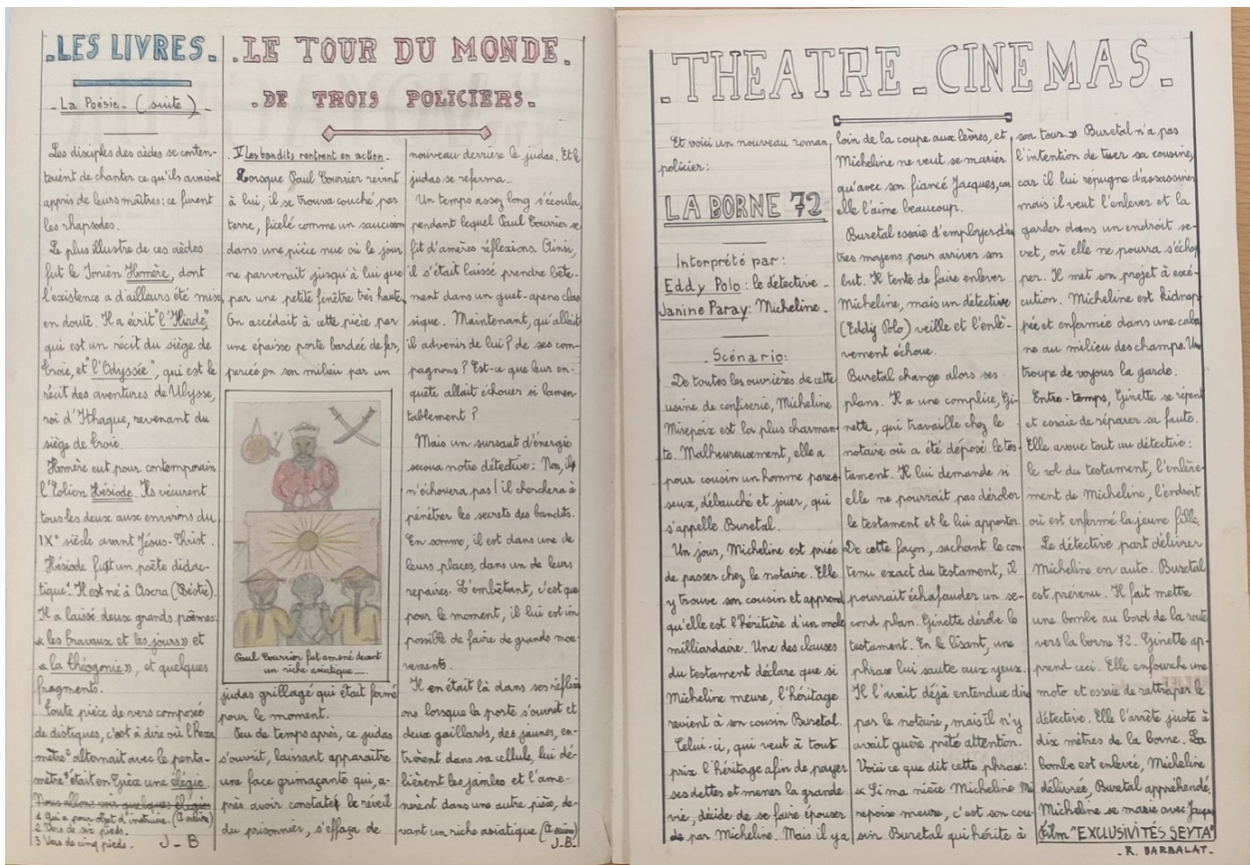 .LES LIVRES.
- La Poésie - (suite) -
Les disciples des aèdes se conten-
taient de chanter ce qu'ils avaient
appris de leurs maîtres: ce furent
les rhapsodes.
Le plus illustre de ces aèdes
fut le Ionien Homère, dont
l'existence a d'ailleurs été mise
en doute. Il a écrit "l'Iliade",
qui est un récit du siège de
Troie, et "l'Odyssée", qui est le
récit des aventures de Ulysse,
roi d'Ithaque, revenant du
siège de Troie.
Homère eut pour contemporain
l'Eolien Hésiode. Ils vécurent
tous les deux aux environs du
IXe siècle avant Jésus-Christ.
Hésiode fut un poète didac-
tique¹. Il est né à Ascra (Béotie).
Il a laissé deux grands poèmes:
« les Travaux et les jours » et
« la théogonie », et quelques
fragments.
Toute pièce de vers composée
de distiques, c'est à dire où l'hexa-
mètre² alternait avec le penta-
mètre³ était en Grèce une élégie.
Nous allons voir quelques élégies
1 Qui a pour objet d'instruire. (A suivre)
2 Vers de six pieds.
3 Vers de cinq pieds. J-B
.LE TOUR DU MONDE.
.DE TROIS POLICIERS.
V Les bandits rentrent en action.
Lorsque Paul Courrier revint
à lui, il se trouva couché par
terre, ficelé comme un saucisson
dans une pièce nue où le jour
ne parvenait jusqu'à lui que
par une petite fenêtre très haute,
On accédait à cette pièce par
une épaisse porte bardée de fer,
percée en son milieu par un
Paul Courrier fut amené devant
un riche asiatique
judas grillagé qui était fermé
pour le moment.
Peu de temps après, ce judas
s'ouvrit, laissant apparaître
une face grimaçante qui, a-
près avoir constaté le réveil
du prisonnier, s'effaça de
nouveau derrière le judas. Et le
judas se referma..
Un temps assez long s'écoula,
pendant lequel Paul Courrier se
fit d'amères réflexions. Ainsi,
il s'était laissé prendre bête-
ment dans un guet-apens clas
sique. Maintenant, qu'allait
il advenir de lui? de ses com-
pagnons? Est-ce que leur en-
quête allait échouer si lamen-
tablement?
Mais un sursaut d'énergie
secoua notre détective: Non, ils
n'échouera pas! il cherchera à
pénétrer les secrets des bandits.
En somme, il est dans une de
leurs places, dans un de leurs
repaires. L'embêtant, c'est que
pour le moment, il lui est im
possible de faire de grands mou-
vements.
Il en était là dans ses réflexi
ons lorsque la porte s'ouvrit et
deux gaillards, des jaunes, en-
trèrent dans sa cellule, lui dé-
lièrent les jambes et l'ame-
nèrent dans une autre pièce, de-
vant un riche asiatique (A suivre)
J-B.
.THEATRE.CINEMAS.
Et voici un nouveau roman
policier:
LA BORNE 72
Interprété par:
Eddy Polo: le détective.
Janine Paray: Micheline.
. Scénario:
De toutes les ouvrières de cette
usine de confiserie, Micheline
Mirepoix est la plus charman-
te. Malheureusement, elle a
pour cousin un homme pares-
seux, débauché et jouer, qui
s'appelle Buretal.
Un jour, Micheline est priée
de passer chez le notaire. Elle
y trouve son cousin et apprend
qu'elle est l'héritière d'un oncle
milliardaire. Une des clauses
du testament déclare que si
Micheline meure, l'héritage
revient à son cousin Buretal.
Celui-ci, qui veut à tout
prix l'héritage afin de payer
ses dettes et mener la grande
vie, décide de se faire épouser
par Micheline. Mais il y a
loin de la coupe aux lèvres, et
Micheline ne veut se marier
qu'avec son fiancé Jacques, car
elle l'aime beaucoup.
Buretal essaie d'employer d'au
tres moyens pour arriver son
but. Il tente de faire enlever
Micheline, mais un détective
(Eddy Polo) veille et l'enlè-
vement échoue.
Buretal change alors ses
plans. Il a une complice, Gi-
nette, qui travaille chez le
notaire où a été déposé le tes-
tament. Il lui demande si
elle ne pourrait pas dérober
le testament et le lui apporter.
De cette façon, sachant le con-
tenu exact du testament, il
pourrait échafauder un se-
cond plan. Ginette dérobe le
testament. En le lisant, une
phrase lui saute aux yeux.
Il l'avait déjà entendue dire
par le notaire, mais il n'y
avait guère prêté attention.
Voici ce que dit cette phrase:
« Si ma nièce Micheline Mi
repoix meure, c'est son cou-
sin Buretal qui hérite à
son tour » Buretal n'a pas
l'intention de tuer sa cousine,
car il lui répugne d'assassiner
mais il veut l'enlever et la
garder dans un endroit se-
cret, où elle ne pourra s'échap
per. Il met son projet à exé-
cution. Micheline est kidnap
pée et enfermée dans une caba
ne au milieu des champs. Une
troupe de voyous la garde.
Entre-temps, Ginette se repent
et essaie de réparer sa faute.
Elle avoue tout au détective:
le vol du testament, l'enlève-
ment de Micheline, l'endroit
où est enfermé la jeune fille.
Le détective part délivrer
Micheline en auto. Buretal
est prévenu. Il fait mettre
une bombe au bord de la route
vers la borne 72. Ginette ap-
prend ceci. Elle enfourche une
moto et essaie de rattraper le
détective. Elle l'arrête juste à
dix mètres de la borne. La
bombe est enlevée, Micheline
délivrée, Buretal appréhendé.
Micheline se marie avec Jacques
Film "EXCLUSIVITÉS SEYTA"
- R. BARBALAT.